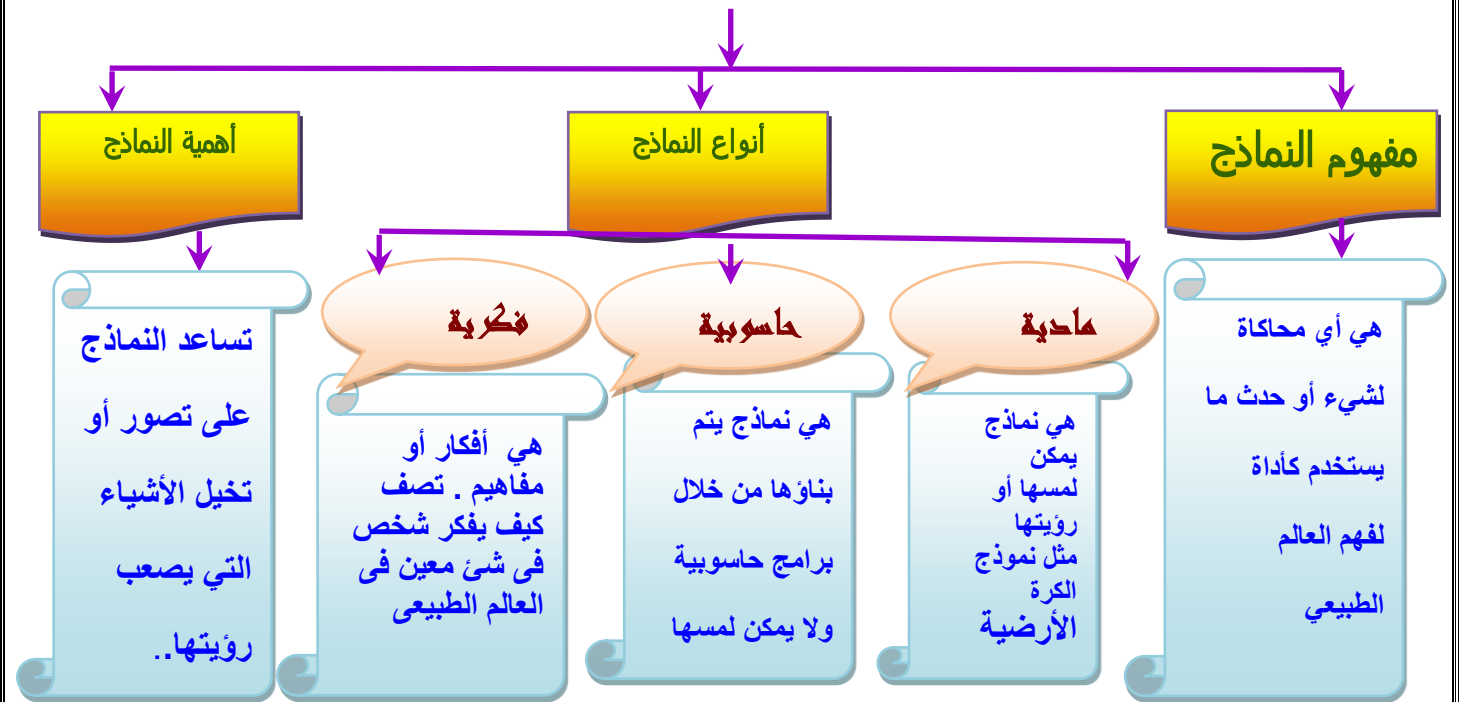 مفهوم النماذج
أنواع النماذج
أهمية النماذج
هي أي محاكاة
لشيء أو حدث ما
يستخدم كأداة
لفهم العالم
الطبيعي
مادية
هي نماذج
يمكن
لمسها أو
رؤيتها
مثل نموذج
الكرة
الأرضية
حاسوبية
هي نماذج يتم
بناؤها من خلال
برامج حاسوبية
ولا يمكن لمسها
فكرية
هي أفكار أو
مفاهيم . تصف
كيف يفكر شخص
فى شئ معين فى
العالم الطبيعى
تساعد النماذج
على تصور أو
تخيل الأشياء
التي يصعب
رؤيتها..